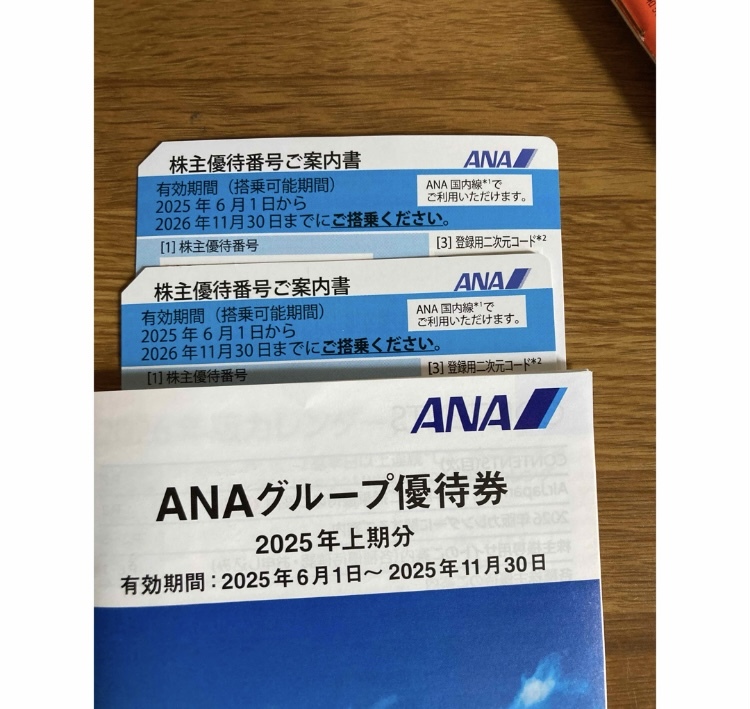 株主優待番号ご案内書
ANA
有効期間（搭乗可能期間）
2025年6月1日から
2026年11月30日までにご搭乗ください。
ANA国内線*1で
ご利用いただけます。
[1] 株主優待番号
[3] 登録用二次元コード*2
株主優待番号ご案内書
ANA
有効期間（搭乗可能期間）
2025年6月1日から
2026年11月30日までにご搭乗ください。
ANA国内線*1で
ご利用いただけます。
[1] 株主優待番号
[3] 登録用二次元コード*2
ANA
ANAグループ優待券
2025年上期分
有効期間：2025年6月1日～2025年11月30日